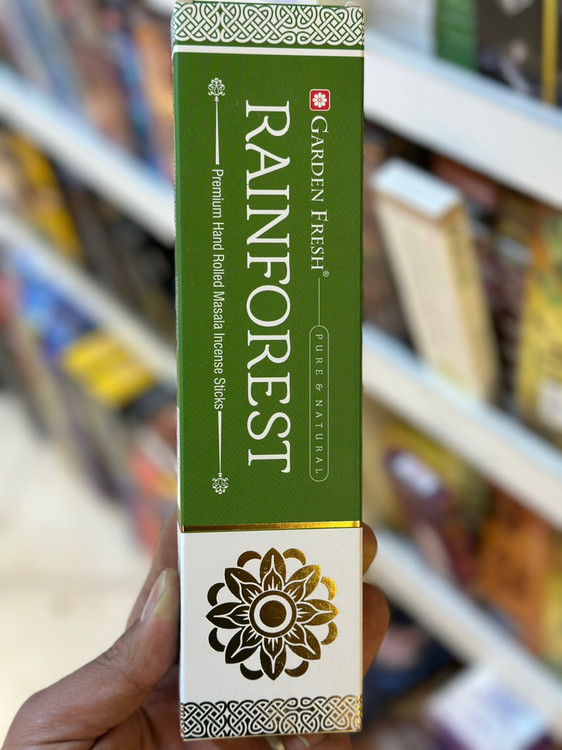 GARDEN FRESH®
PURE & NATURAL
RAINFOREST
Premium Hand Rolled Masala Incense Sticks